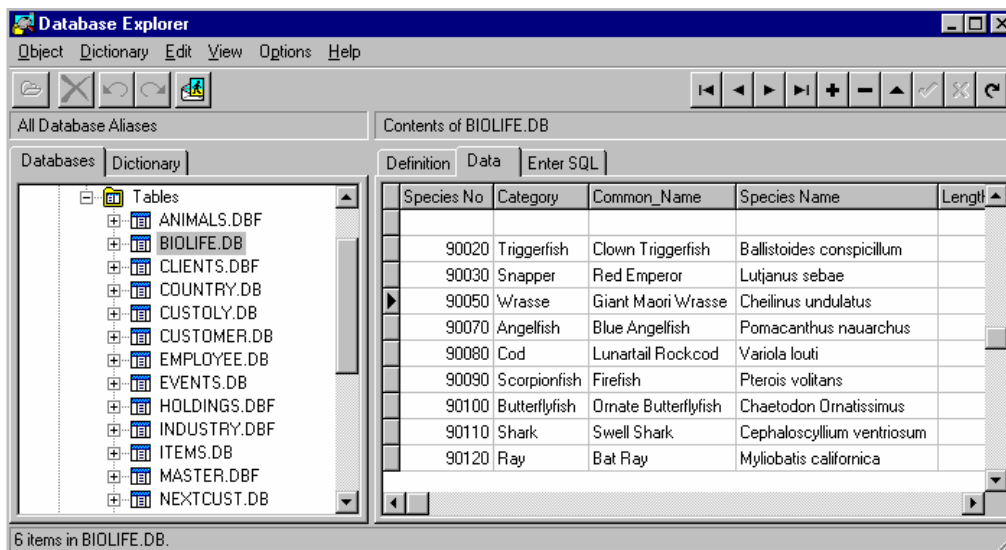 Database Explorer
Object Dictionary Edit View Options Help
All Database Aliases
Contents of BIOLIFE.DB
Databases Dictionary
Definition Data Enter SQL
Tables
ANIMALS.DBF
BIOLIFE.DB
CLIENTS.DBF
COUNTRY.DB
CUSTOLY.DB
CUSTOMER.DB
EMPLOYEE.DB
EVENTS.DB
HOLDINGS.DBF
INDUSTRY.DBF
ITEMS.DB
MASTER.DBF
NEXTCUST.DB
Species No Category Common_Name Species Name Length
90020 Triggerfish Clown Triggerfish Ballistoides conspicillum
90030 Snapper Red Emperor Lutjanus sebae
90050 Wrasse Giant Maori Wrasse Cheilinus undulatus
90070 Angelfish Blue Angelfish Pomacanthus nauarchus
90080 Cod Lunartail Rockcod Variola louti
90090 Scorpionfish Firefish Pterois volitans
90100 Butterflyfish Ornate Butterflyfish Chaetodon Ornatissimus
90110 Shark Swell Shark Cephaloscyllium ventriosum
90120 Ray Bat Ray Myliobatis californica
6 items in BIOLIFE.DB.